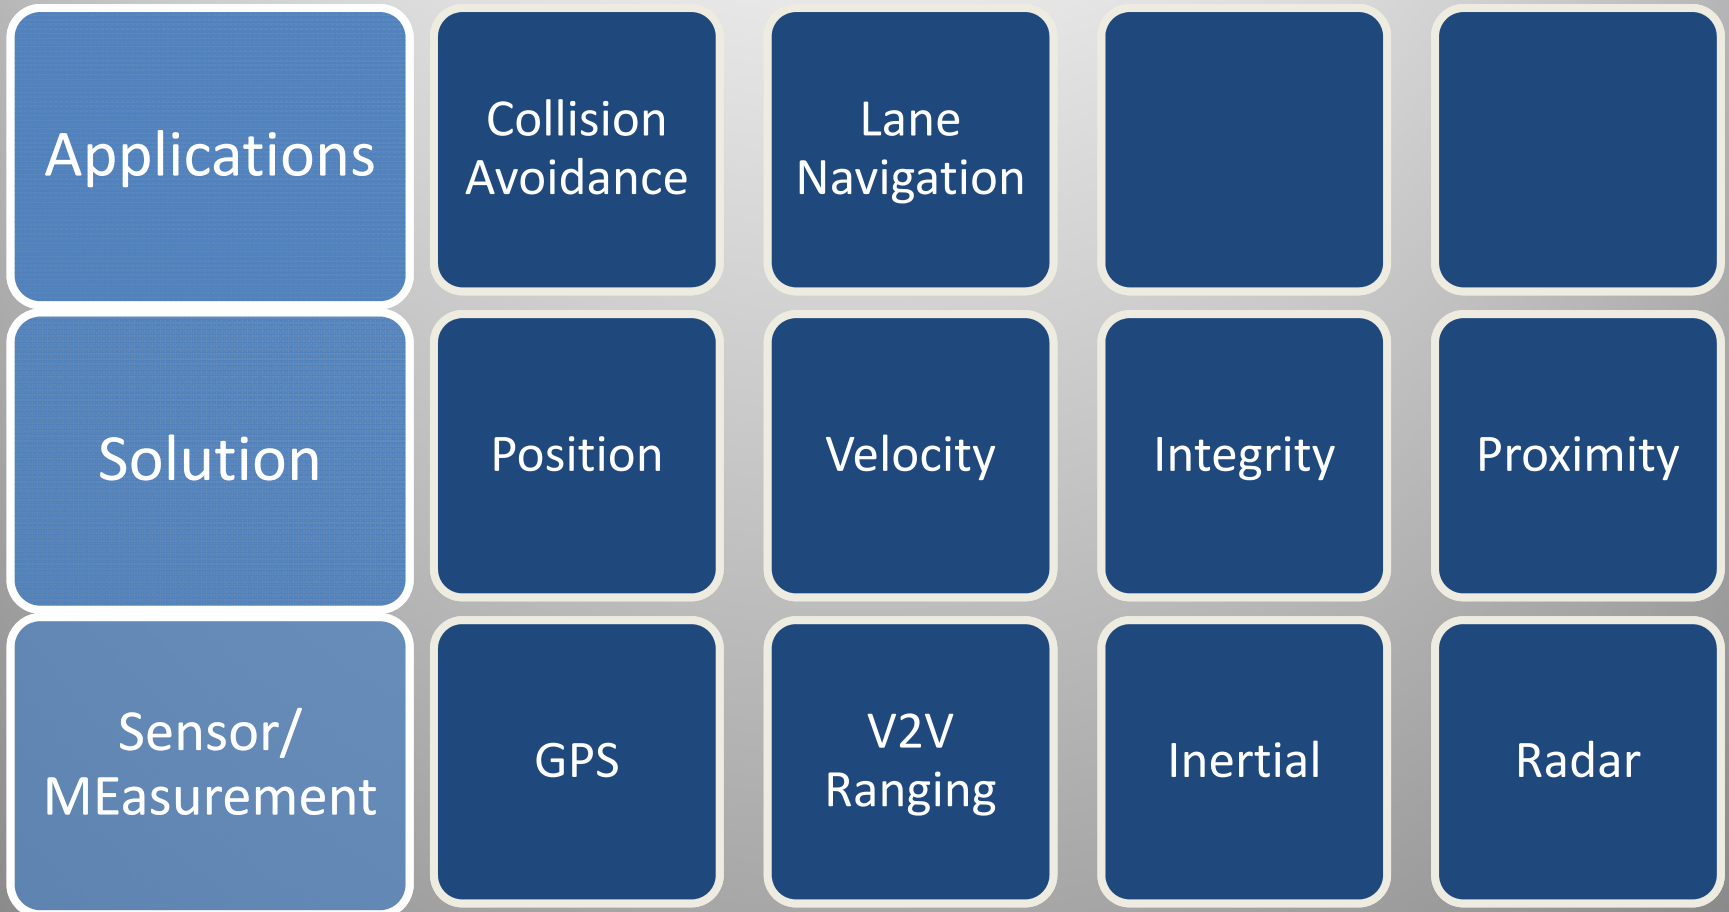 Applications
Collision
Avoidance
Lane
Navigation
Solution
Position
Velocity
Integrity
Proximity
Sensor/
MEasurement
GPS
V2V
Ranging
Inertial
Radar